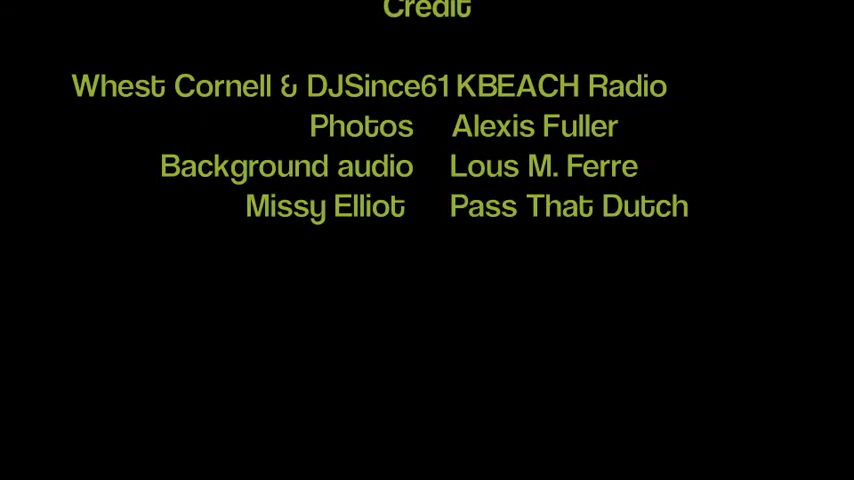 Credit
Whest Cornell & DJSince61 KBEACH Radio
Photos Alexis Fuller
Background audio Lous M. Ferre
Missy Elliot Pass That Dutch